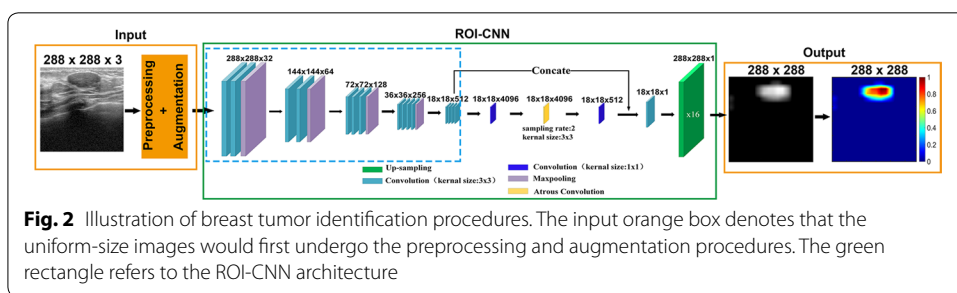 Input
ROI-CNN
Output
288 x 288 x 3
Preprocessing
+
Augmentation
288x288x32
144x144x64
72x72x128
36x36x256
18x18x512
18x18x4096
18x18x4096
sampling rate:2
kernel size:3x3
18x18x512
Concate
18x18x1
288x288x1
x16
288 x 288
288 x 288
1
0.8
0.6
0.4
0.2
0
Up-sampling
Convolution（kernel size:3x3）
Convolution（kernel size:1x1）
Maxpooling
Atrous Convolution
Fig. 2 Illustration of breast tumor identification procedures. The input orange box denotes that the
uniform-size images would first undergo the preprocessing and augmentation procedures. The green
rectangle refers to the ROI-CNN architecture